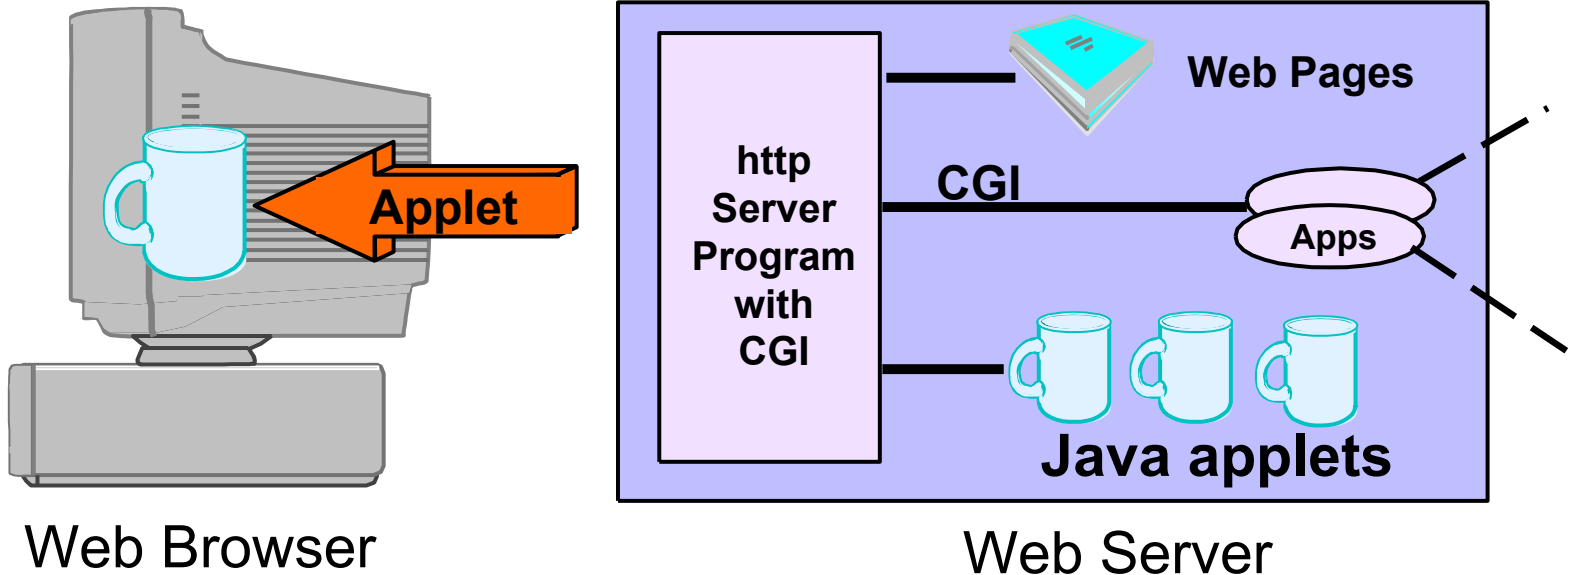 Applet
Web Browser
http
Server
Program
with
CGI
Web Pages
CGI
Apps
Java applets
Web Server